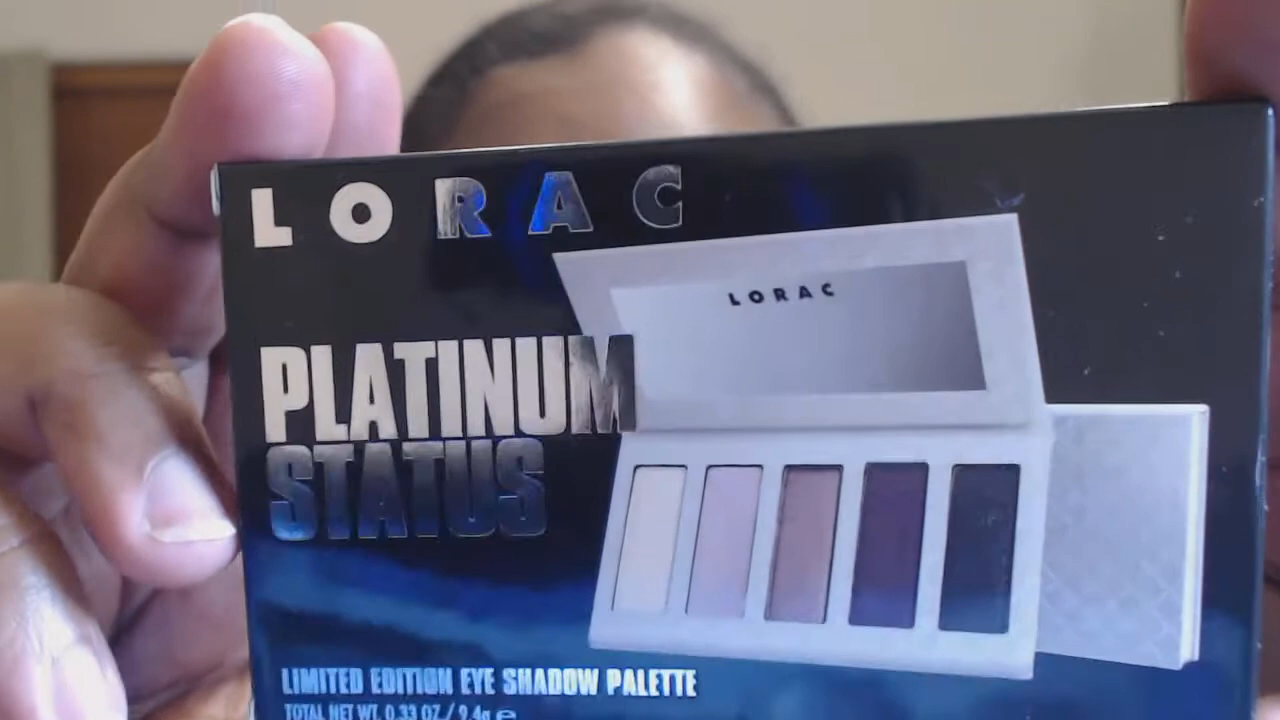 LORAC
LORAC
PLATINUM
STATUS
LIMITED EDITION EYE SHADOW PALETTE
TOTAL NET WT. 0.33 OZ / 9.4g ℮